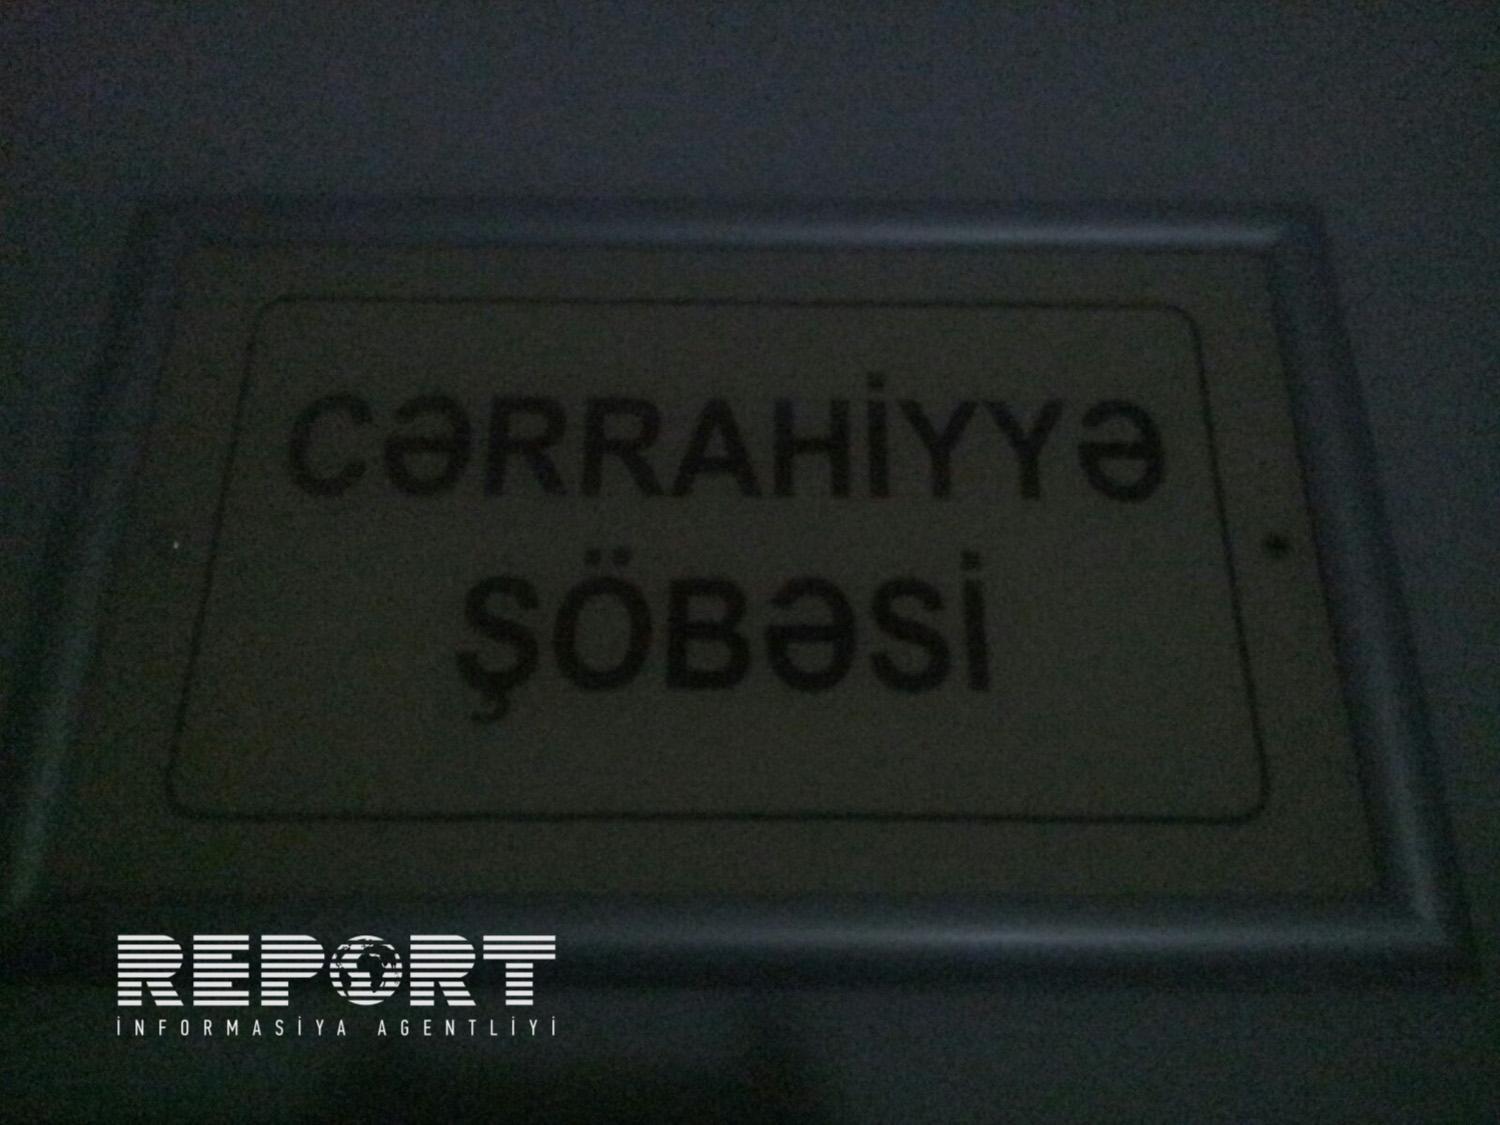 CƏRRAHİYYƏ
ŞÖBƏSİ
REPORT
İNFORMASİYA AGENTLİYİ